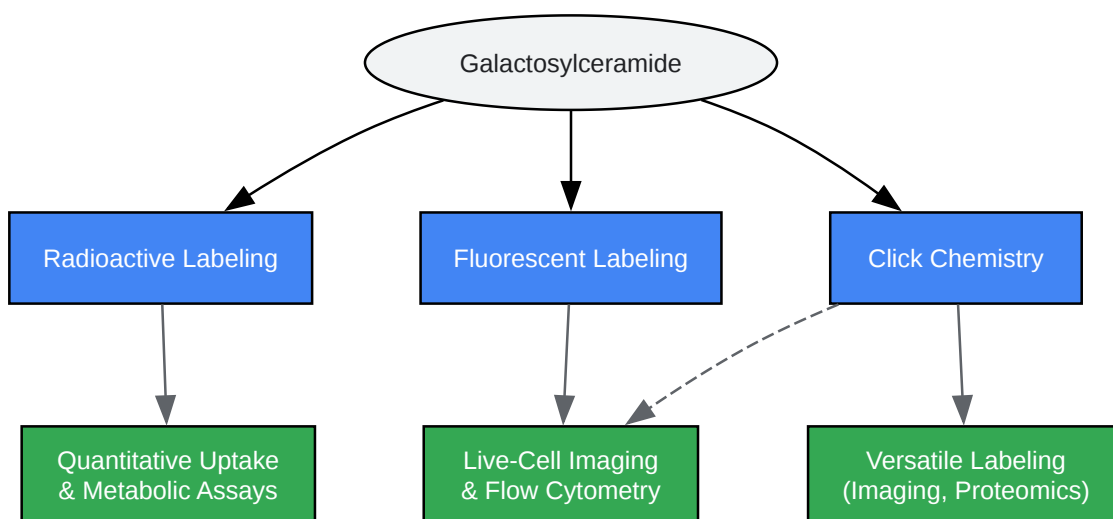 Galactosylceramide
Radioactive Labeling
Fluorescent Labeling
Click Chemistry
Quantitative Uptake
& Metabolic Assays
Live-Cell Imaging
& Flow Cytometry
Versatile Labeling
(Imaging, Proteomics)